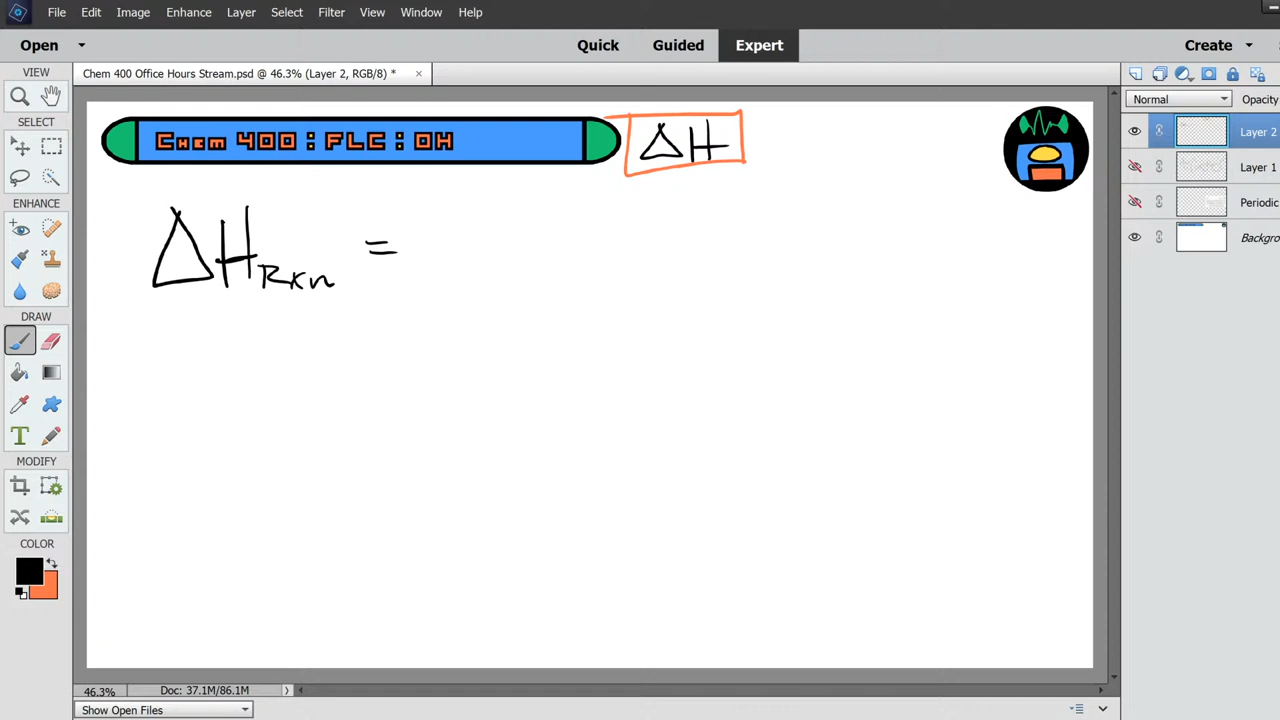 File Edit Image Enhance Layer Select Filter View Window Help
Open Quick Guided Expert Create
VIEW
Chem 400 Office Hours Stream.psd @ 46.3% (Layer 2, RGB/8) * ×
Normal Opacity
SELECT
Chem 400:FLC:OH ΔH
Layer 2
Layer 1
ENHANCE
Periodic
ΔH Rxn =
Backgro
DRAW
T
MODIFY
COLOR
46.3% Doc: 37.1M/86.1M
Show Open Files